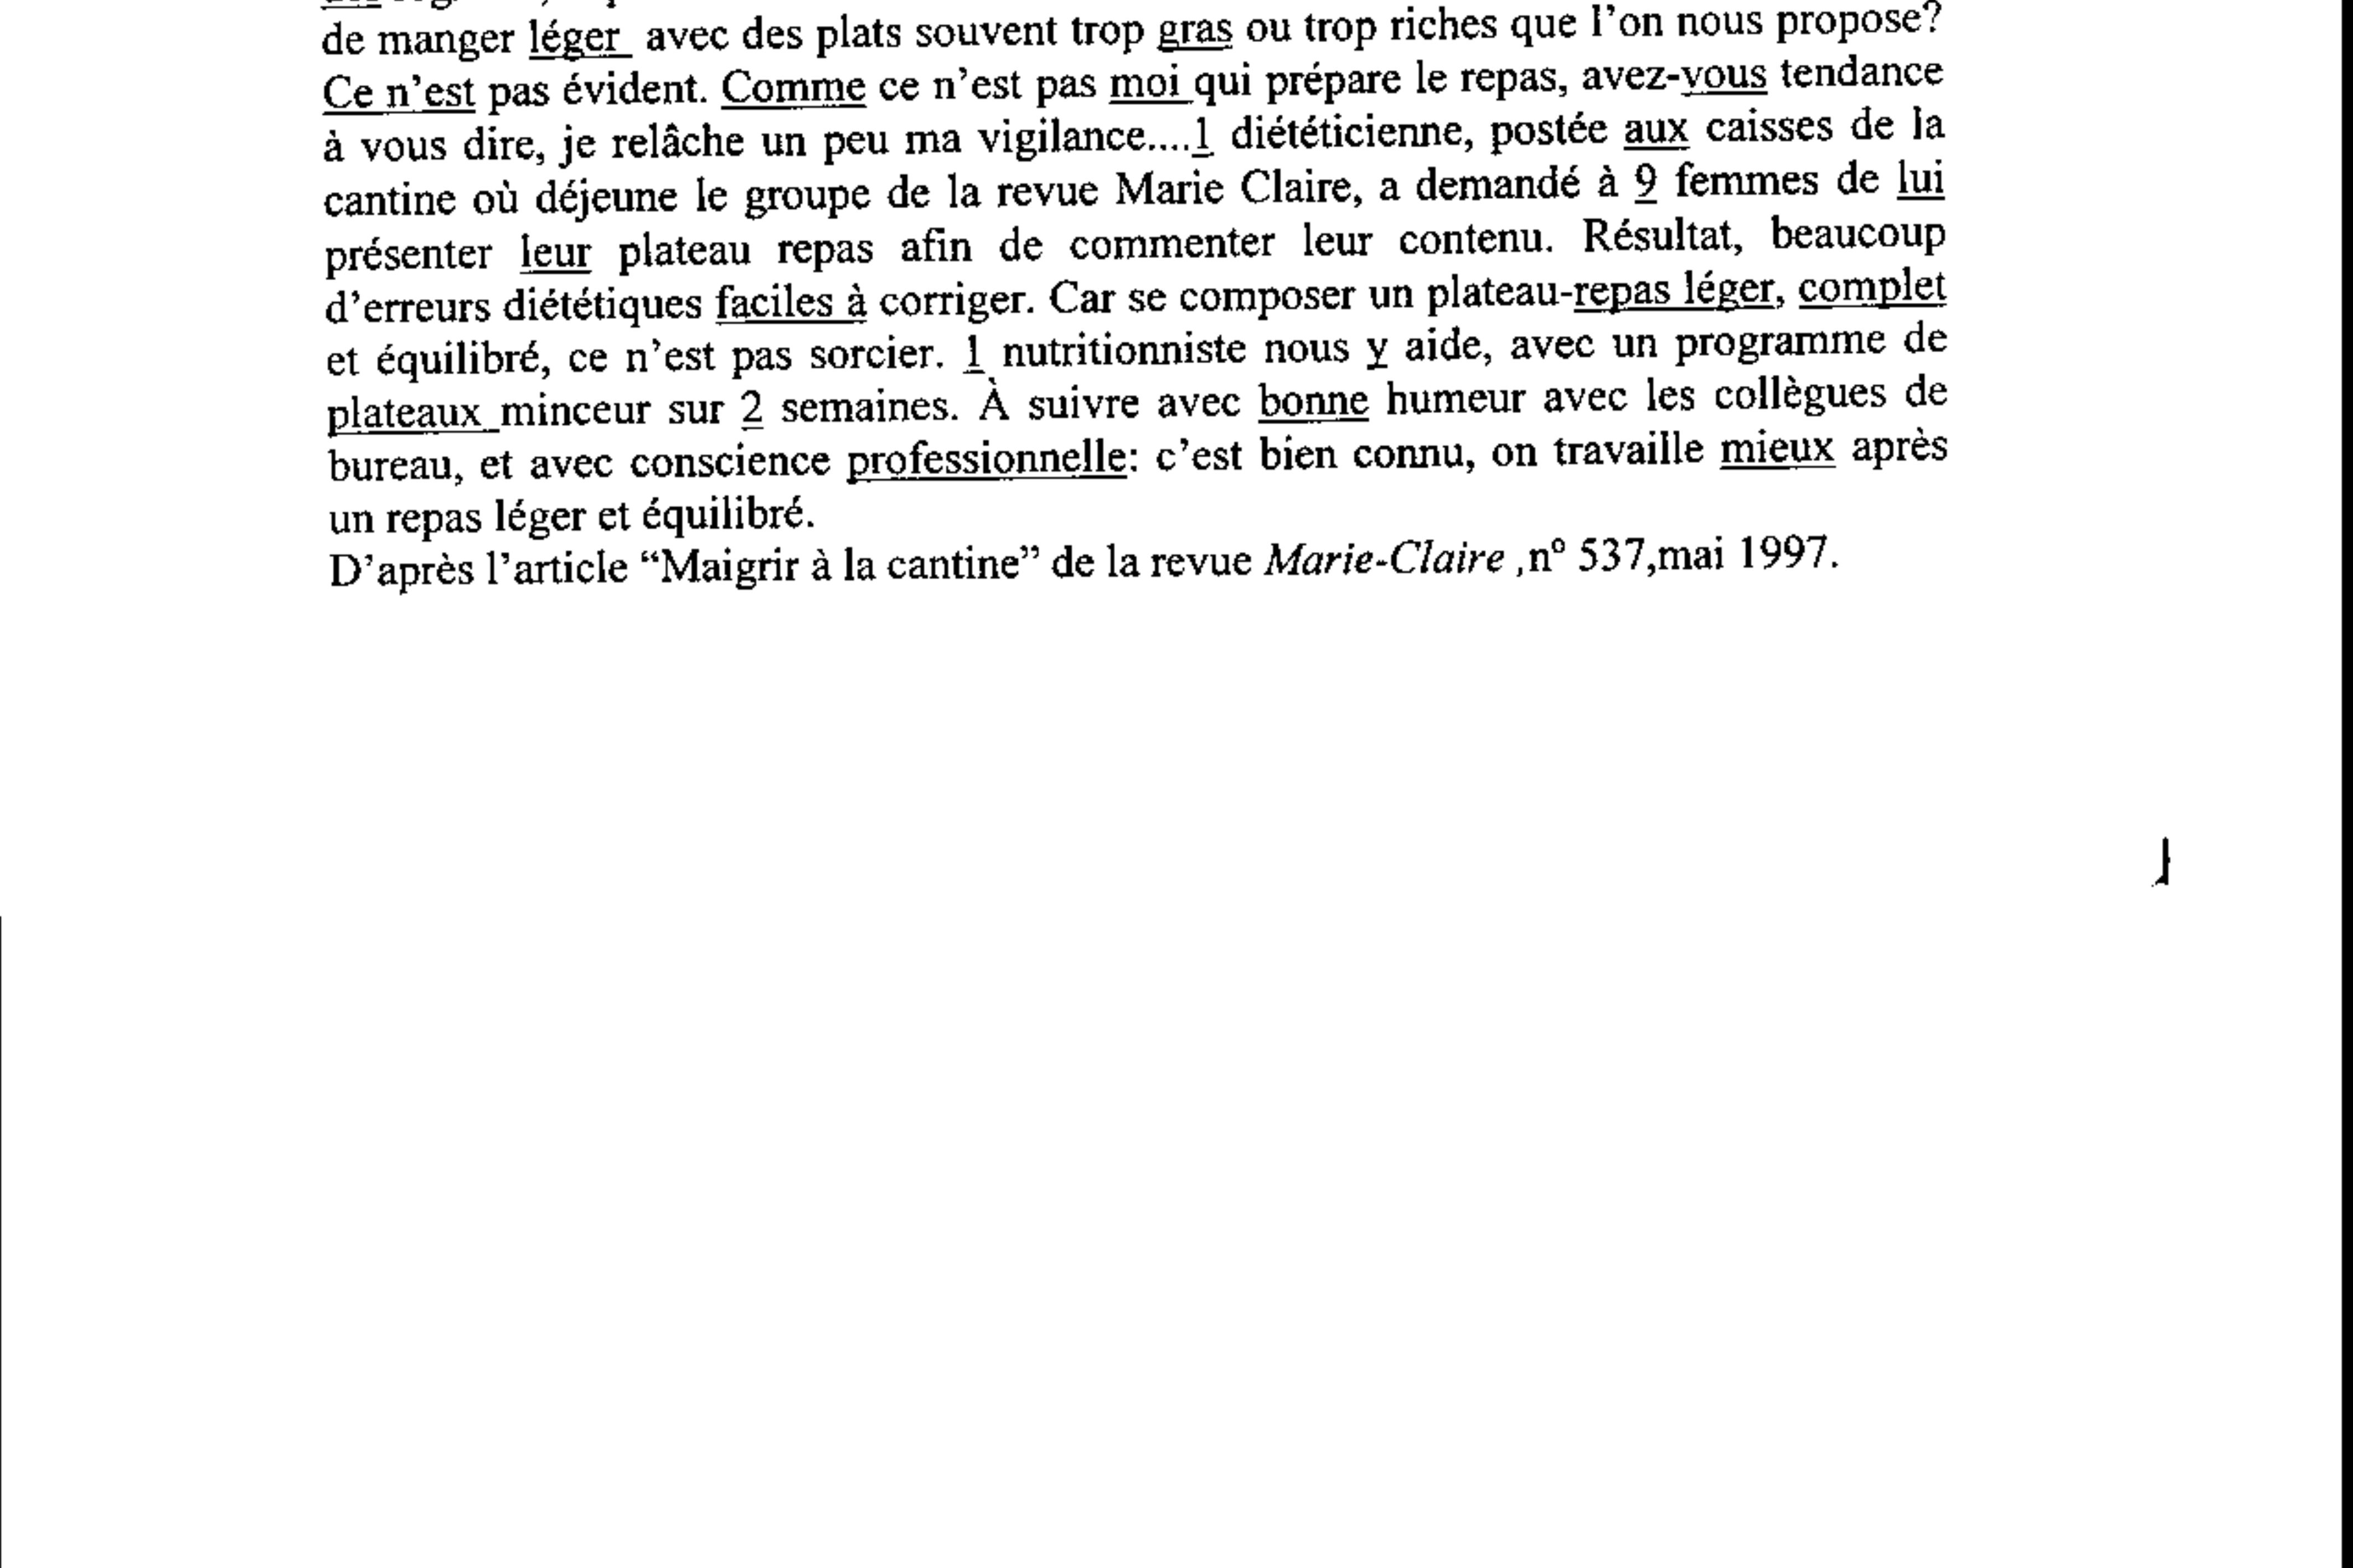 de manger léger avec des plats souvent trop gras ou trop riches que l'on nous propose?
Ce n'est pas évident. Comme ce n'est pas moi qui prépare le repas, avez-vous tendance
à vous dire, je relâche un peu ma vigilance....1 diététicienne, postée aux caisses de la
cantine où déjeune le groupe de la revue Marie Claire, a demandé à 9 femmes de lui
présenter leur plateau repas afin de commenter leur contenu. Résultat, beaucoup
d'erreurs diététiques faciles à corriger. Car se composer un plateau-repas léger, complet
et équilibré, ce n'est pas sorcier. 1 nutritionniste nous y aide, avec un programme de
plateaux minceur sur 2 semaines. À suivre avec bonne humeur avec les collègues de
bureau, et avec conscience professionnelle: c'est bien connu, on travaille mieux après
un repas léger et équilibré.
D'après l'article “Maigrir à la cantine” de la revue Marie-Claire ,nº 537,mai 1997.